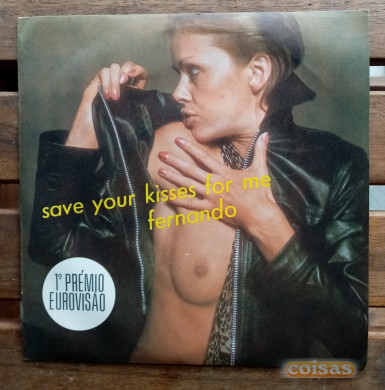 save your kisses for me
fernando
1º PRÉMIO
EUROVISÃO
coisas